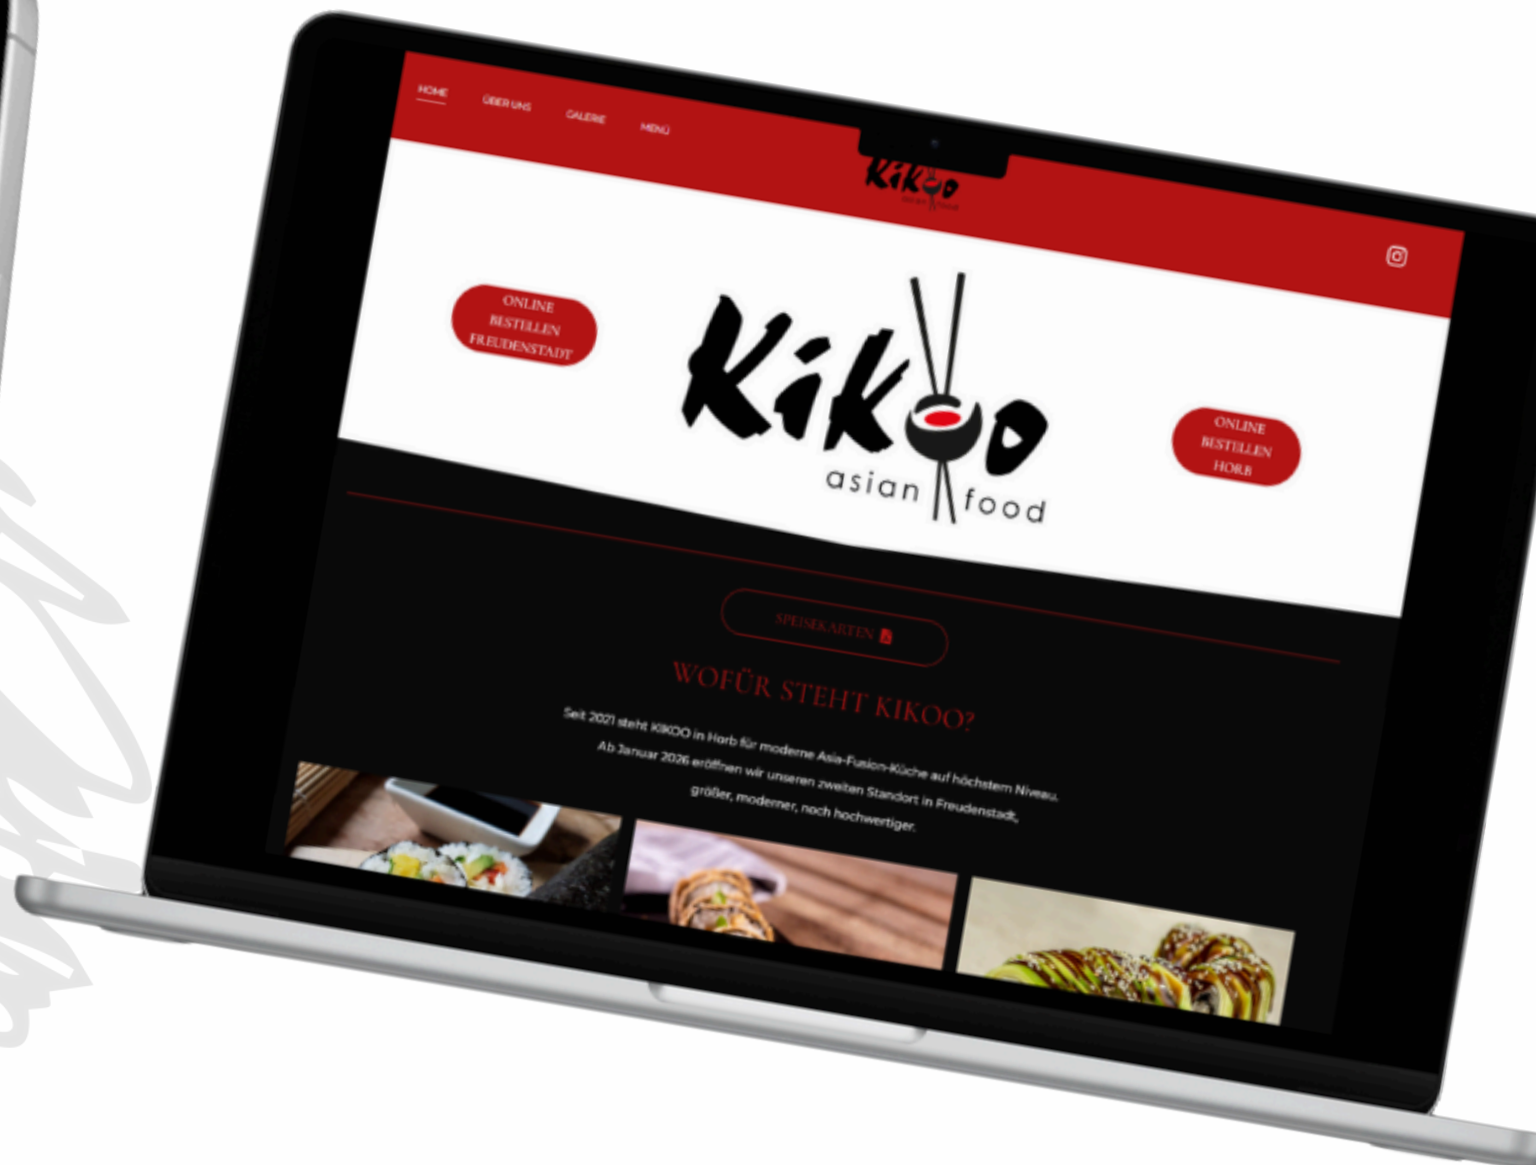 HOME ÜBER UNS GALERIE MENÜ
Kikoo
ONLINE
BESTELLEN
FREUDENSTADT
Kikoo
asian food
ONLINE
BESTELLEN
HORB
SPEISEKARTEN
WOFÜR STEHT KIKOO?
Seit 2021 steht KIKOO in Horb für moderne Asia-Fusion-Küche auf höchstem Niveau.
Ab Januar 2026 eröffnen wir unseren zweiten Standort in Freudenstadt,
größer, moderner, noch hochwertiger.